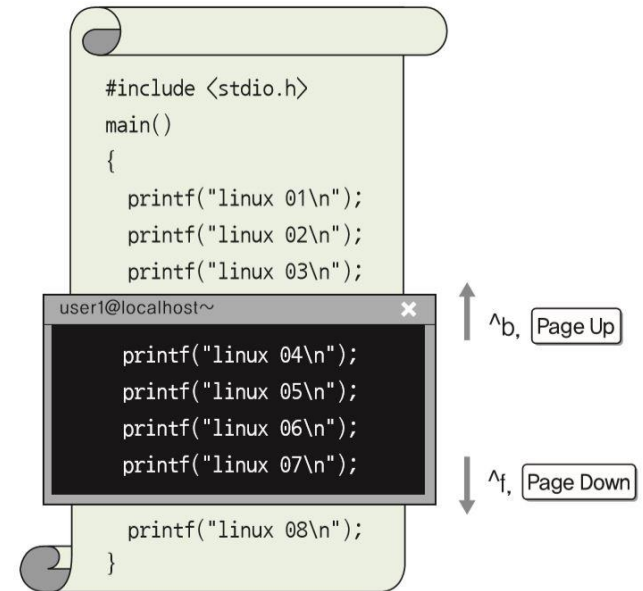 #include <stdio.h>
main()
{
printf("linux 01\n");
printf("linux 02\n");
printf("linux 03\n");
user1@localhost~
^b, Page Up
printf("linux 04\n");
printf("linux 05\n");
printf("linux 06\n");
printf("linux 07\n");
^f, Page Down
printf("linux 08\n");
}